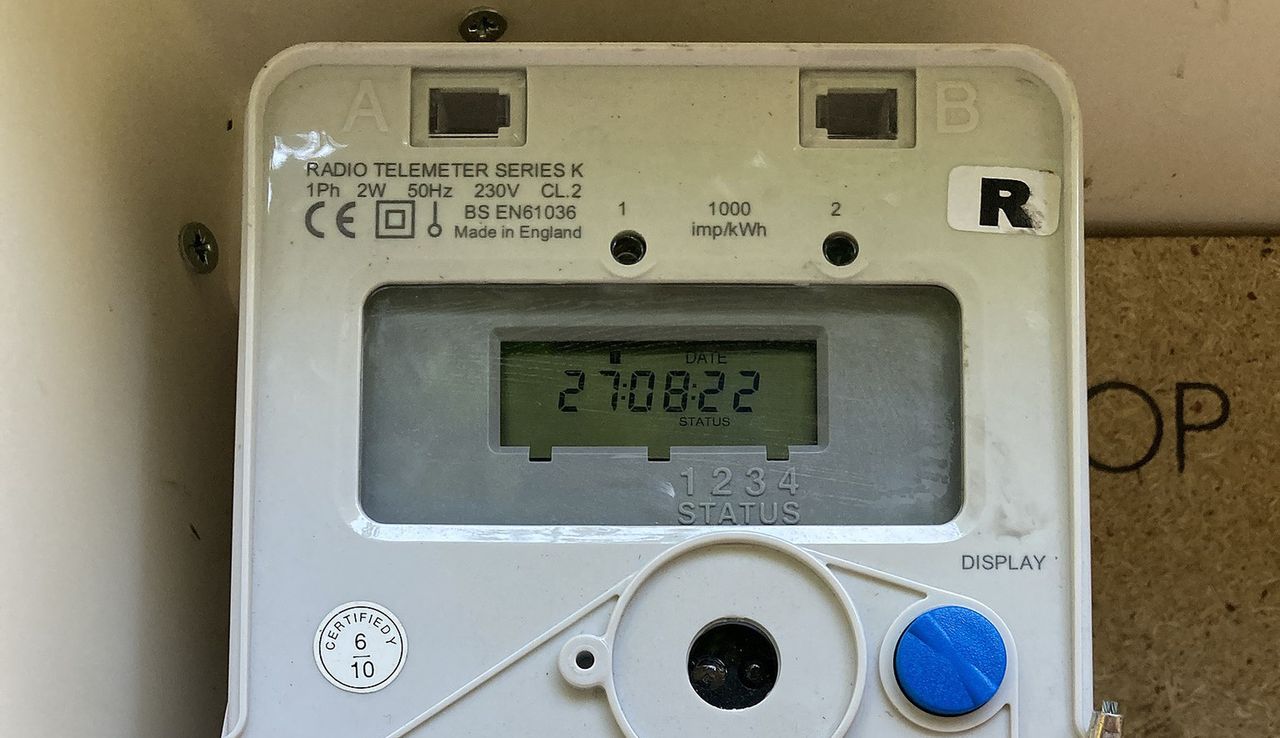 A
B
RADIO TELEMETER SERIES K
1Ph 2W 50Hz 230V CL.2
CE
BS EN61036
Made in England
1
1000
imp/kWh
2
R
DATE
27:08:22
STATUS
1 2 3 4
STATUS
OP
DISPLAY
CERTIFIED Y
6
10